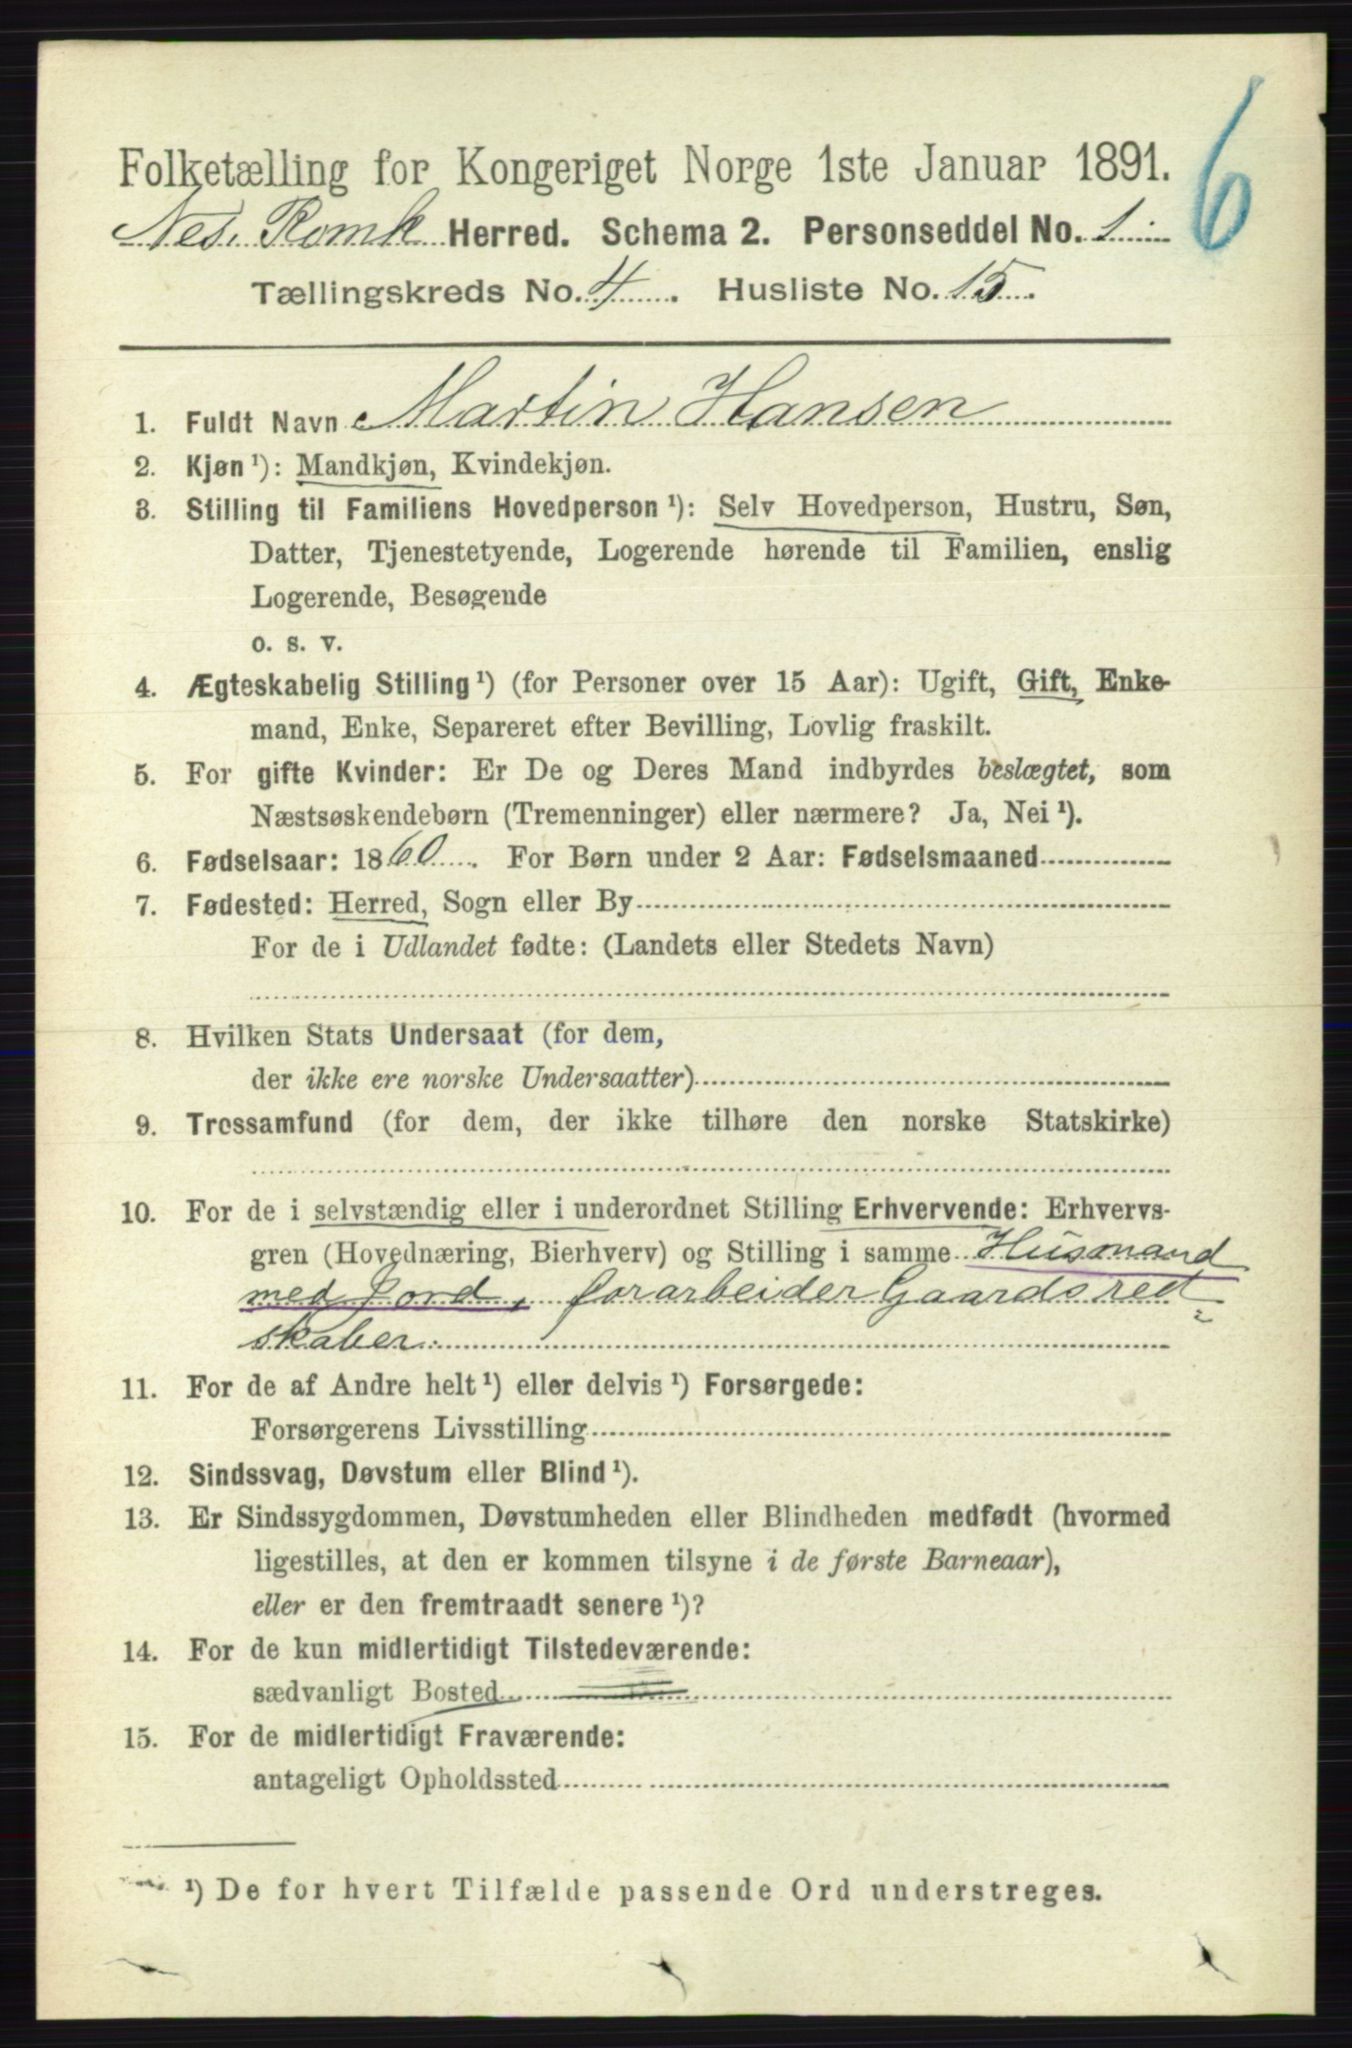 6
Folketælling for Kongeriget Norge 1ste Januar 1891.
Nes. Romk Herred. Schema 2. Personseddel No. 1.
Tællingskreds No. 4. Husliste No. 15.
1. Fuldt Navn Martin Hansen
2. Kjøn ¹): Mandkjøn, Kvindekjøn.
3. Stilling til Familiens Hovedperson ¹): Selv Hovedperson, Hustru, Søn,
Datter, Tjenestetyende, Logerende hørende til Familien, enslig
Logerende, Besøgende
o. s. v.
4. Ægteskabelig Stilling ¹) (for Personer over 15 Aar): Ugift, Gift, Enke-
mand, Enke, Separeret efter Bevilling, Lovlig fraskilt.
5. For gifte Kvinder: Er De og Deres Mand indbyrdes beslægtet, som
Næstsøskendebørn (Tremenninger) eller nærmere? Ja, Nei ¹).
6. Fødselsaar: 1860. For Børn under 2 Aar: Fødselsmaaned
7. Fødested: Herred, Sogn eller By
For de i Udlandet fødte: (Landets eller Stedets Navn)
8. Hvilken Stats Undersaat (for dem,
der ikke ere norske Undersaatter)
9. Trossamfund (for dem, der ikke tilhøre den norske Statskirke)
10. For de i selvstændig eller i underordnet Stilling Erhvervende: Erhvervs-
gren (Hovednæring, Bierhverv) og Stilling i samme Husmand
med Jord, forarbeider Gaardsred-
skaber.
11. For de af Andre helt ¹) eller delvis ¹) Forsørgede:
Forsørgerens Livsstilling
12. Sindssvag, Døvstum eller Blind ¹).
13. Er Sindssygdommen, Døvstumheden eller Blindheden medfødt (hvormed
ligestilles, at den er kommen tilsyne i de første Barneaar),
eller er den fremtraadt senere ¹)?
14. For de kun midlertidigt Tilstedeværende:
sædvanligt Bosted
15. For de midlertidigt Fraværende:
antageligt Opholdssted
¹) De for hvert Tilfælde passende Ord understreges.